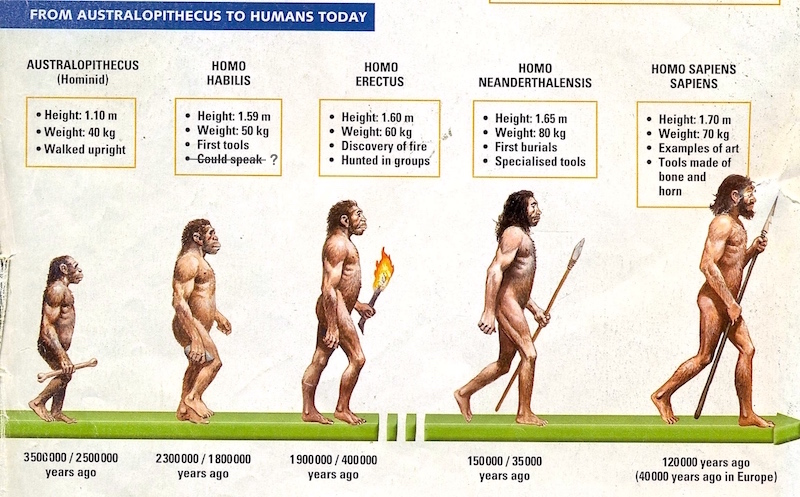 FROM AUSTRALOPITHECUS TO HUMANS TODAY
AUSTRALOPITHECUS
(Hominid)
• Height: 1.10 m
• Weight: 40 kg
• Walked upright
HOMO
HABILIS
• Height: 1.59 m
• Weight: 50 kg
• First tools
• Could speak ?
HOMO
ERECTUS
• Height: 1.60 m
• Weight: 60 kg
• Discovery of fire
• Hunted in groups
HOMO
NEANDERTHALENSIS
• Height: 1.65 m
• Weight: 80 kg
• First burials
• Specialised tools
HOMO SAPIENS
SAPIENS
• Height: 1.70 m
• Weight: 70 kg
• Examples of art
• Tools made of
bone and
horn
3500000 / 2500000
years ago
2300000 / 1800000
years ago
1900000 / 400000
years ago
150000 / 35000
years ago
120000 years ago
(40000 years ago in Europe)